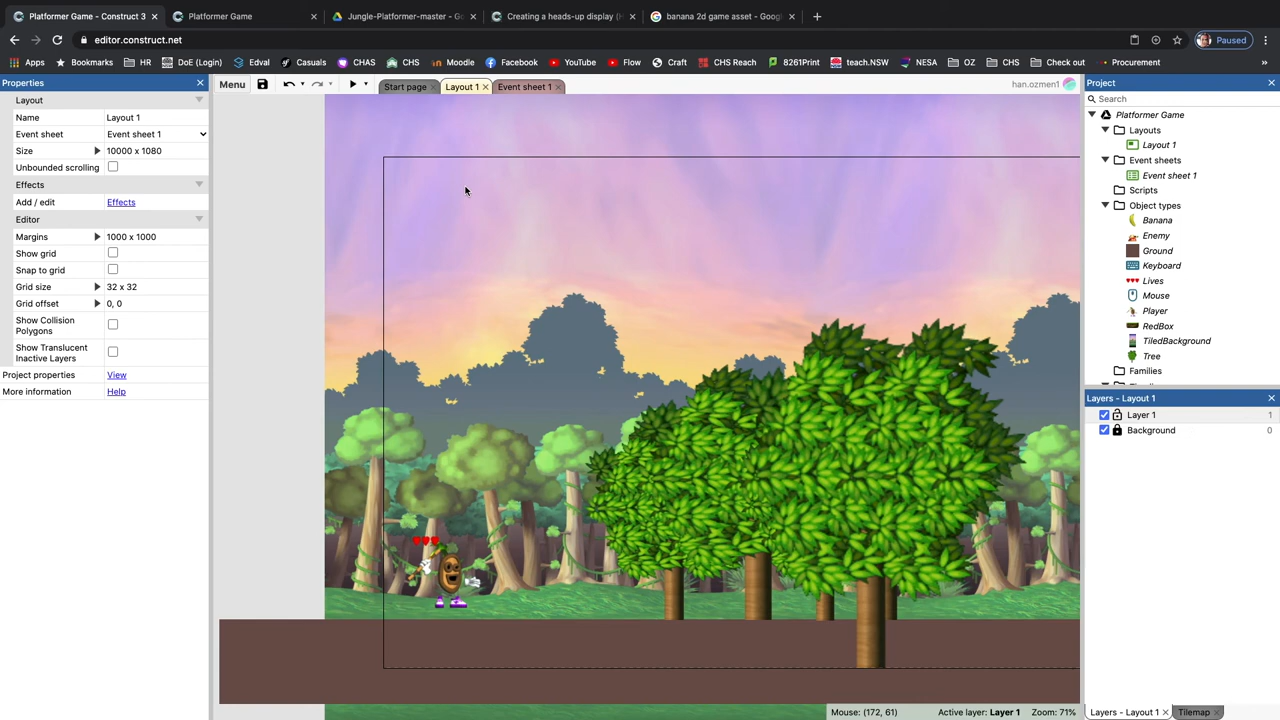 Platformer Game - Construct 3
Platformer Game
Jungle-Platformer-master - Go
Creating a heads-up display (H
banana 2d game asset - Googl
editor.construct.net
Paused
Apps
Bookmarks
HR
DoE (Login)
Edval
Casuals
CHAS
CHS
Moodle
Facebook
YouTube
Flow
Craft
CHS Reach
8261Print
teach.NSW
NESA
OZ
CHS
Check out
Procurement
Properties
Menu
Start page
Layout 1
Event sheet 1
han.ozmen1
Project
Layout
Name
Layout 1
Event sheet
Event sheet 1
Size
10000 x 1080
Unbounded scrolling
Effects
Add / edit
Effects
Editor
Margins
1000 x 1000
Show grid
Snap to grid
Grid size
32 x 32
Grid offset
0, 0
Show Collision
Polygons
Show Translucent
Inactive Layers
Project properties
View
More information
Help
Search
Platformer Game
Layouts
Layout 1
Event sheets
Event sheet 1
Scripts
Object types
Banana
Enemy
Ground
Keyboard
Lives
Mouse
Player
RedBox
TiledBackground
Tree
Families
Layers - Layout 1
Layer 1
1
Background
0
Mouse: (172, 61)
Active layer: Layer 1
Zoom: 71%
Layers - Layout 1
Tilemap